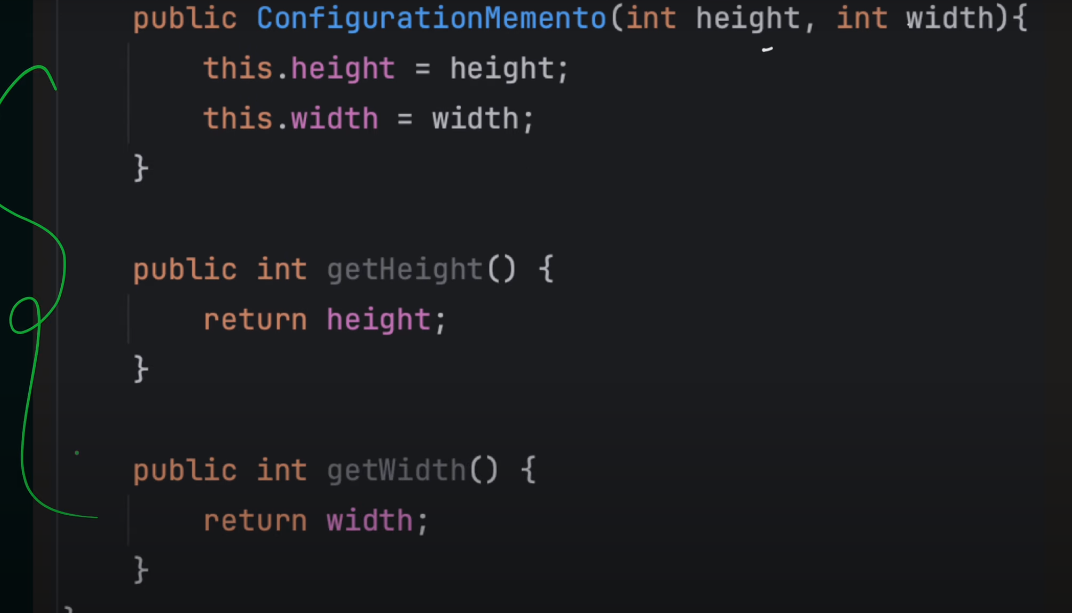 public ConfigurationMemento(int height, int width){
this.height = height;
this.width = width;
}
public int getHeight() {
return height;
}
public int getWidth() {
return width;
}
}